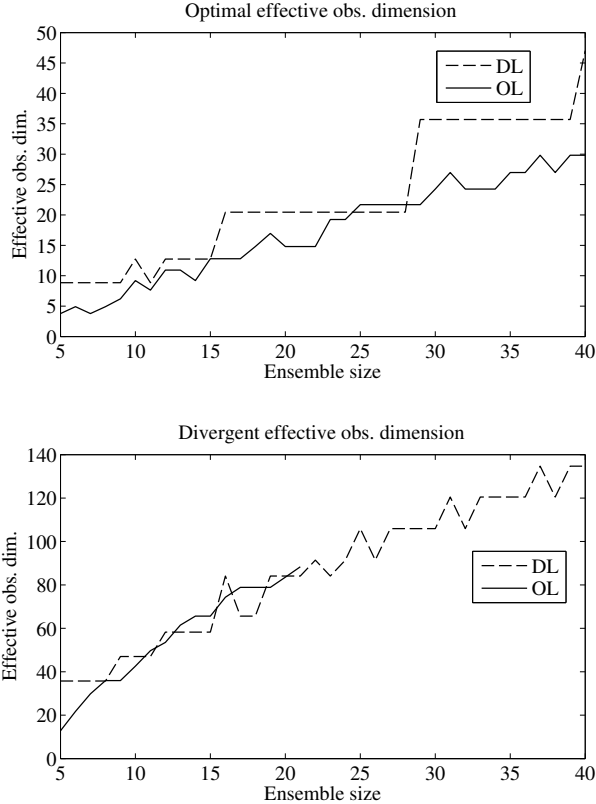 Optimal effective obs. dimension
50
45
40
35
30
25
20
15
10
5
0
Effective obs. dim.
DL
OL
5 10 15 20 25 30 35 40
Ensemble size
Divergent effective obs. dimension
140
120
100
80
60
40
20
0
Effective obs. dim.
DL
OL
5 10 15 20 25 30 35 40
Ensemble size